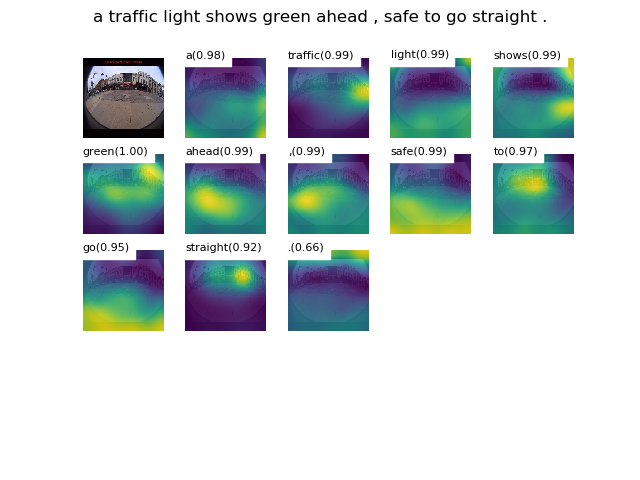 a traffic light shows green ahead , safe to go straight .
a(0.98) traffic(0.99) light(0.99) shows(0.99)
green(1.00) ahead(0.99) ,(0.99) safe(0.99) to(0.97)
go(0.95) straight(0.92) .(0.66)